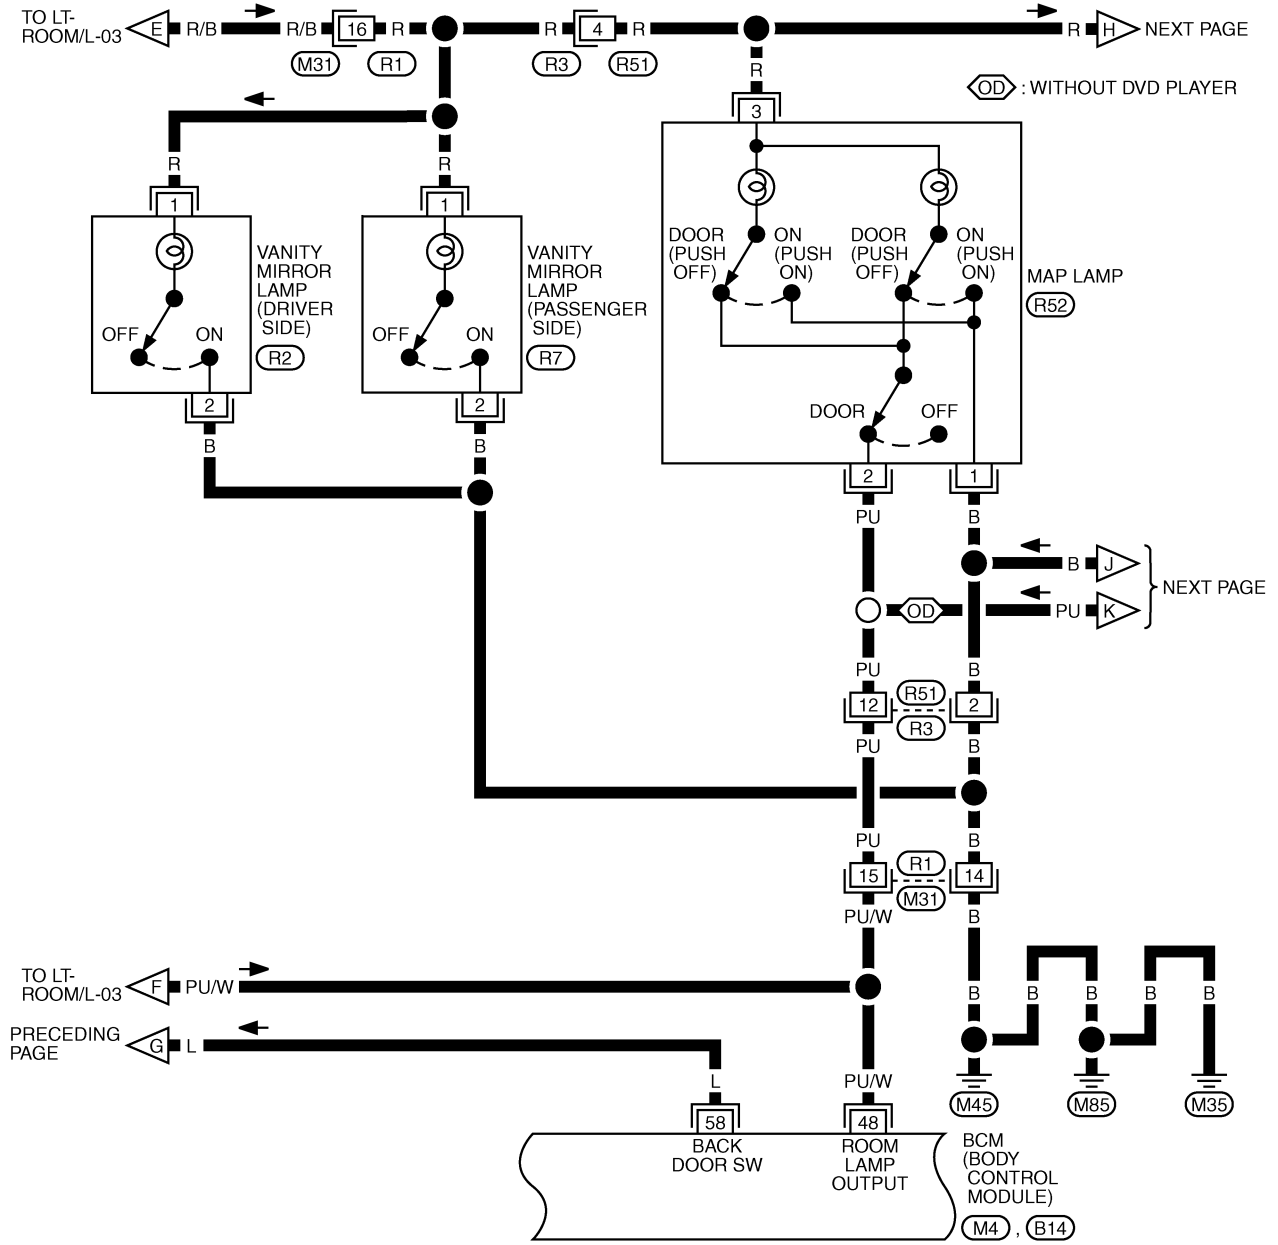 TO LT-
ROOM/L-03
E R/B R/B 16 R R 4 R R H NEXT PAGE
M31 R1 R3 R51
R
OD : WITHOUT DVD PLAYER
3
R R
1 1
DOOR
(PUSH
OFF)
ON
(PUSH
ON)
DOOR
(PUSH
OFF)
ON
(PUSH
ON)
VANITY
MIRROR
LAMP
(DRIVER
SIDE)
R2
OFF ON
VANITY
MIRROR
LAMP
(PASSENGER
SIDE)
R7
OFF ON
MAP LAMP
R52
DOOR OFF
2 2
B B
2 1
PU B
B J
NEXT PAGE
OD PU K
PU B
12 R51 2
R3
PU B
PU B
15 R1 14
M31
PU/W B
TO LT-
ROOM/L-03
F PU/W
B B B B B
PRECEDING
PAGE
G L
L PU/W
M45 M85 M35
58 48
BACK
DOOR SW
ROOM
LAMP
OUTPUT
BCM
(BODY
CONTROL
MODULE)
M4 , B14